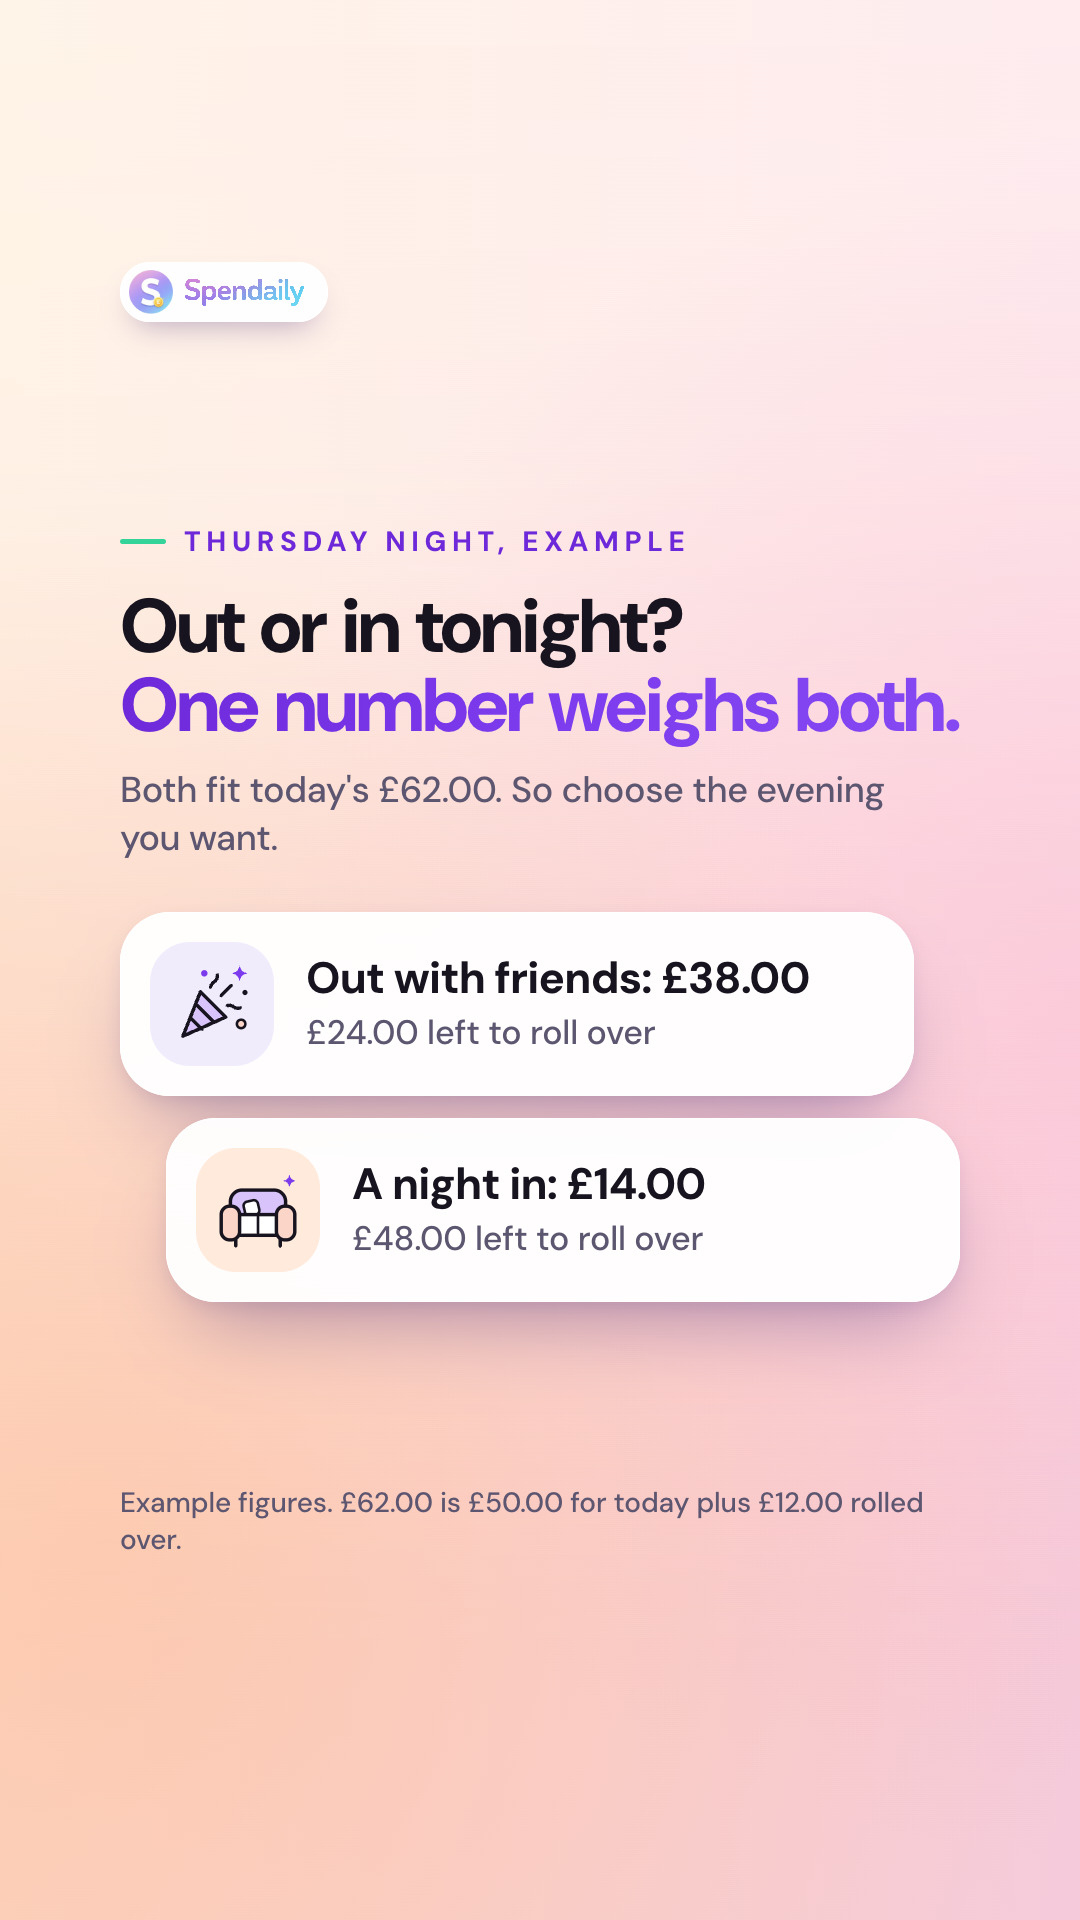 Spendaily
THURSDAY NIGHT, EXAMPLE
Out or in tonight?
One number weighs both.
Both fit today's £62.00. So choose the evening
you want.
Out with friends: £38.00
£24.00 left to roll over
A night in: £14.00
£48.00 left to roll over
Example figures. £62.00 is £50.00 for today plus £12.00 rolled
over.